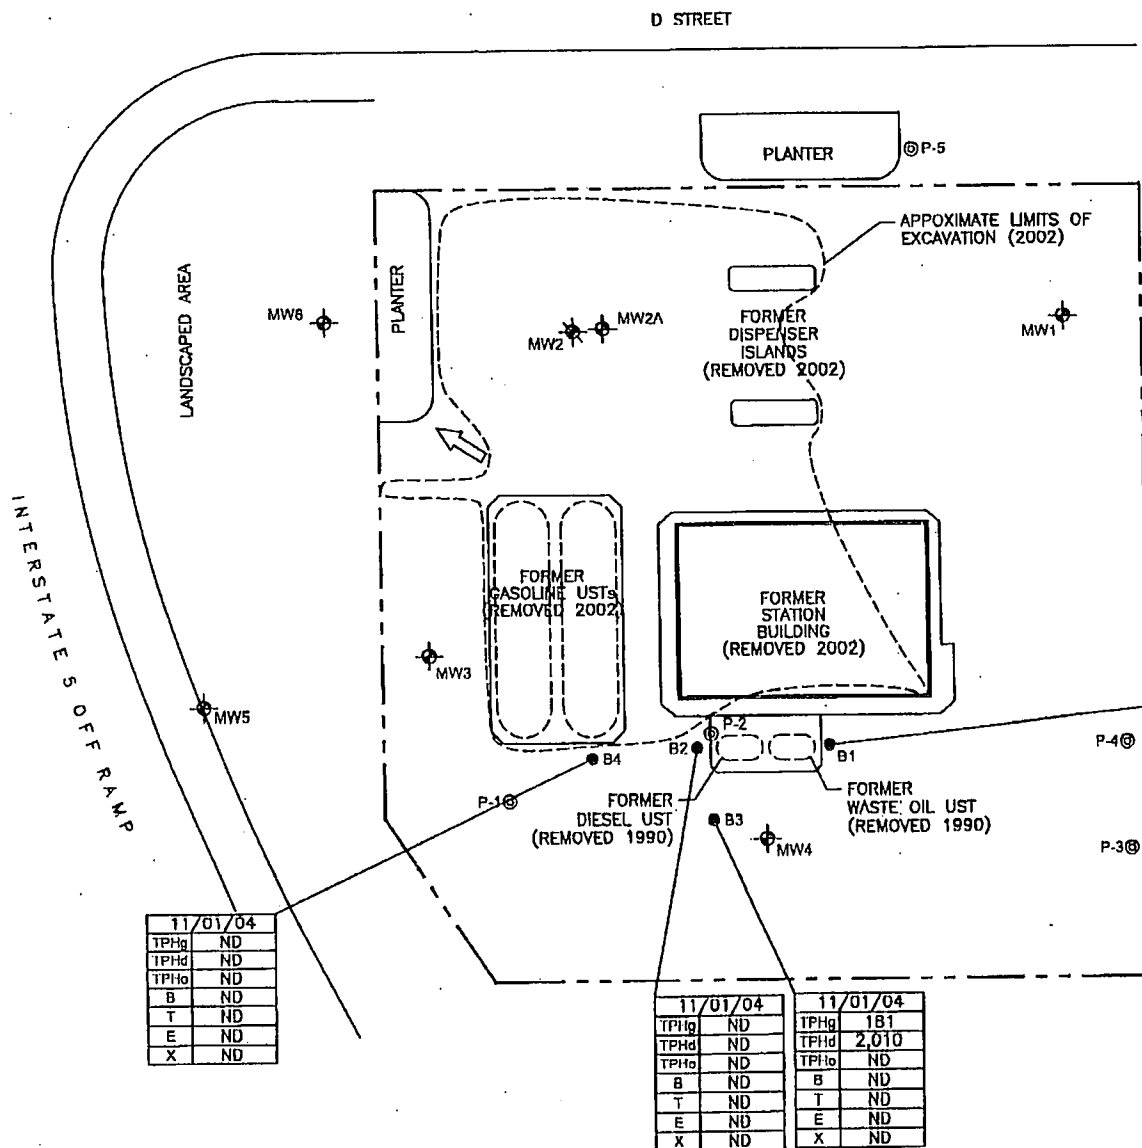 D STREET
PLANTER
P-5
APPOXIMATE LIMITS OF
EXCAVATION (2002)
LANDSCAPED AREA
PLANTER
MW6
MW2
MW2A
FORMER
DISPENSER
ISLANDS
(REMOVED 2002)
MW1
INTERSTATE 5 OFF RAMP
FORMER
GASOLINE USTs
(REMOVED 2002)
FORMER
STATION
BUILDING
(REMOVED 2002)
MW3
MW5
P-2
B2
B1
P-4
B4
P-1
FORMER
DIESEL UST
(REMOVED 1990)
FORMER
WASTE OIL UST
(REMOVED 1990)
B3
MW4
P-3
11/01/04
TPHg ND
TPHd ND
TPHo ND
B ND
T ND
E ND
X ND
11/01/04
TPHg ND
TPHd ND
TPHo ND
B ND
T ND
E ND
X ND
11/01/04
TPHg 181
TPHd 2,010
TPHo ND
B ND
T ND
E ND
X ND